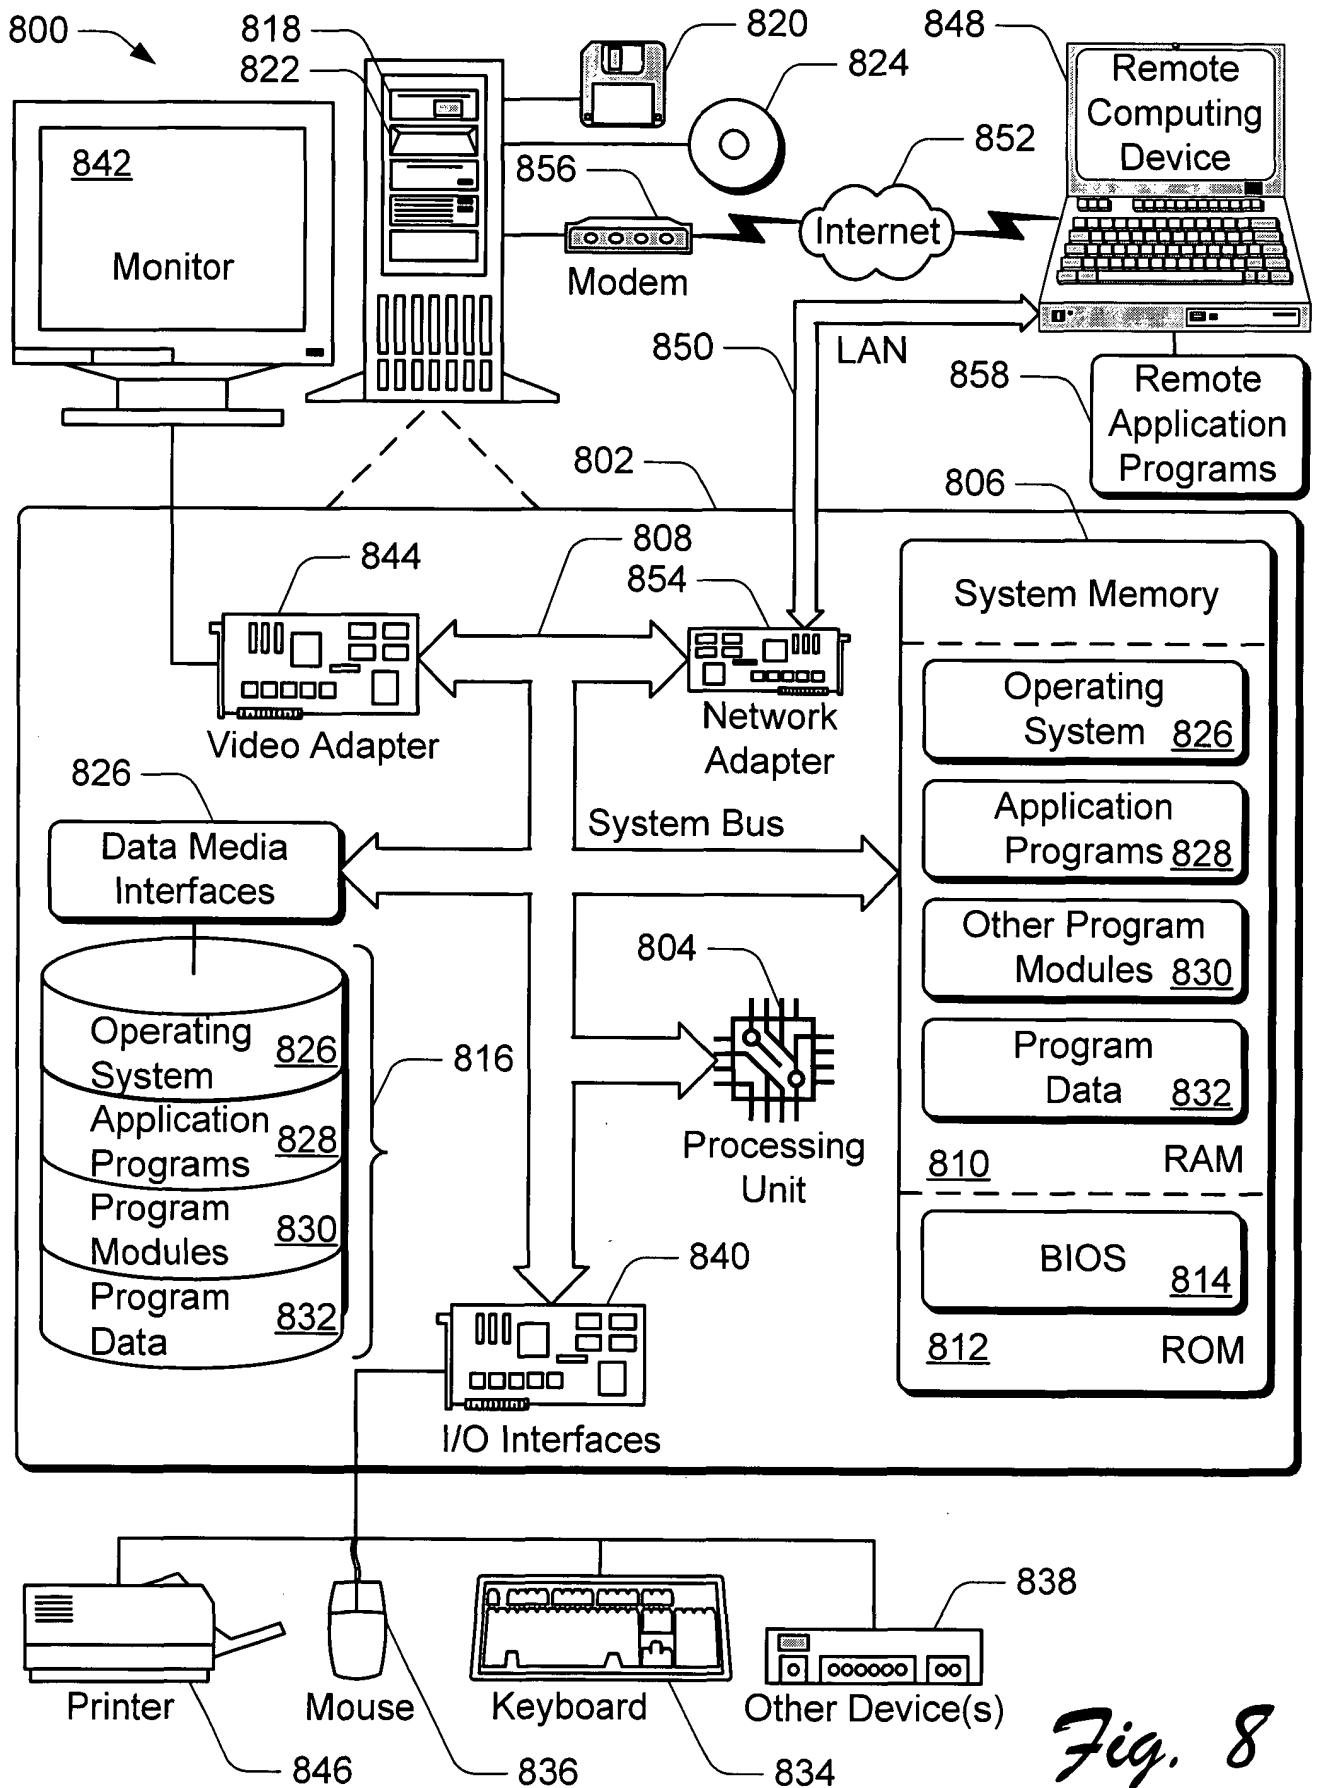 800
818
822
820
824
848
Remote
Computing
Device
842
Monitor
856
Modem
852
Internet
850
LAN
858
Remote
Application
Programs
802
806
808
844
854
Video Adapter
Network
Adapter
System Memory
Operating
System 826
Application
Programs 828
Other Program
Modules 830
Program
Data 832
810 RAM
BIOS 814
812 ROM
826
Data Media
Interfaces
System Bus
804
Processing
Unit
Operating
System 826
Application
Programs 828
Program
Modules 830
Program
Data 832
816
840
I/O Interfaces
838
Printer
Mouse
Keyboard
Other Device(s)
846
836
834
Fig. 8